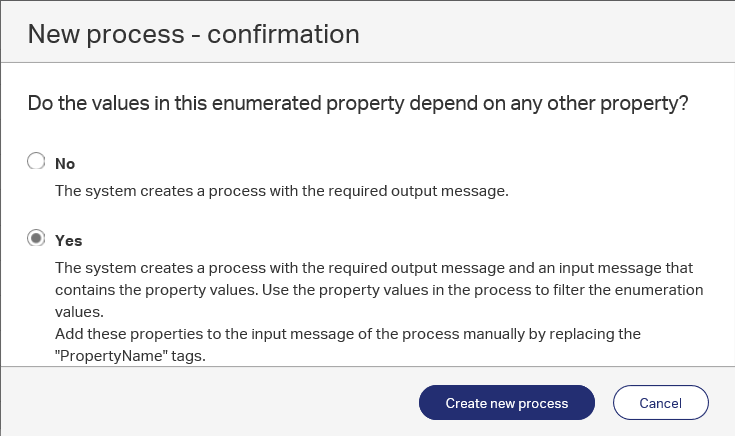 New process - confirmation
Do the values in this enumerated property depend on any other property?
No
The system creates a process with the required output message.
Yes
The system creates a process with the required output message and an input message that
contains the property values. Use the property values in the process to filter the enumeration
values.
Add these properties to the input message of the process manually by replacing the
"PropertyName" tags.
Create new process
Cancel